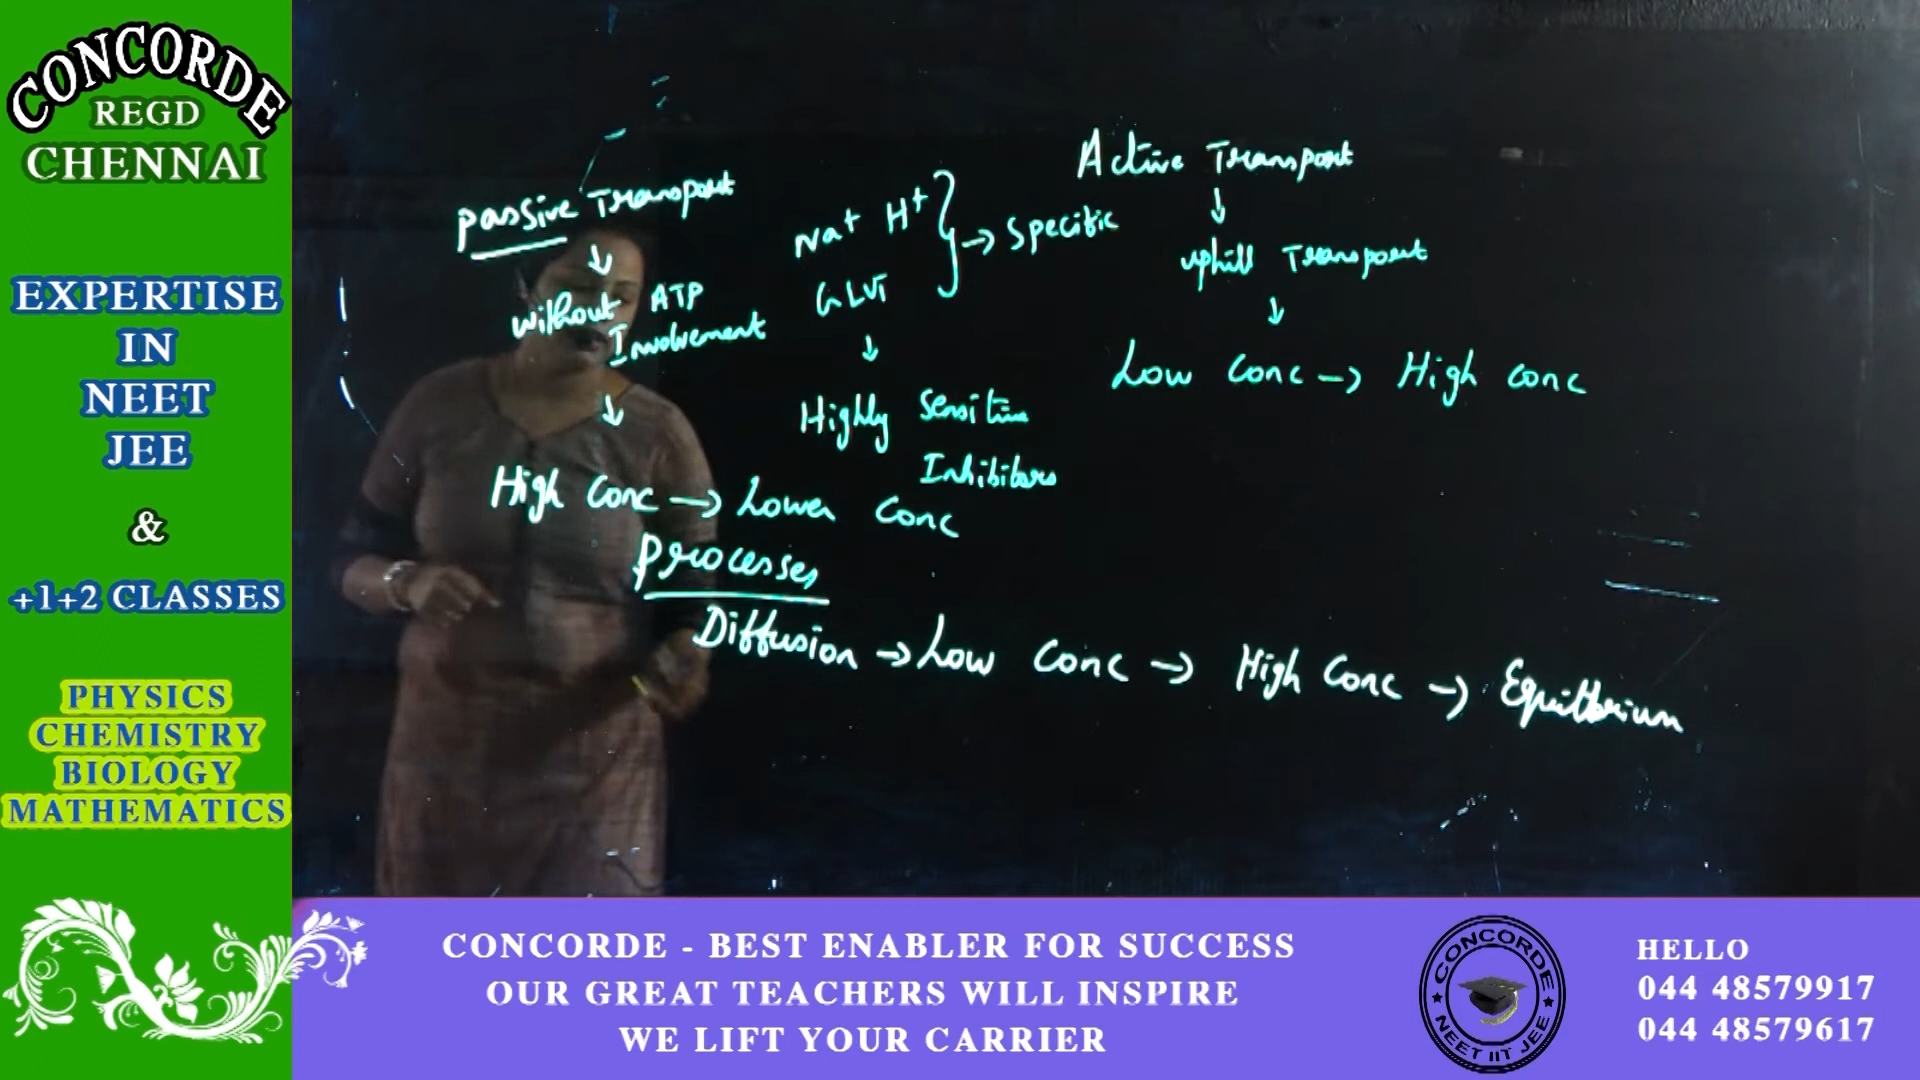 CONCORDE
REGD
CHENNAI
EXPERTISE
IN
NEET
JEE
&
+1+2 CLASSES
PHYSICS
CHEMISTRY
BIOLOGY
MATHEMATICS
Passive Transport
without ATP
Involvement
High Conc → Lower Conc
Na+ H+ } → Specific
GLUT
Highly Sensitive
Inhibitors
Active Transport
uphill Transport
Low Conc → High Conc
Processes
Diffusion → Low Conc → High Conc → Equilibrium
CONCORDE - BEST ENABLER FOR SUCCESS
OUR GREAT TEACHERS WILL INSPIRE
WE LIFT YOUR CARRIER
CONCORDE
NEET IIT JEE
HELLO
044 48579917
044 48579617